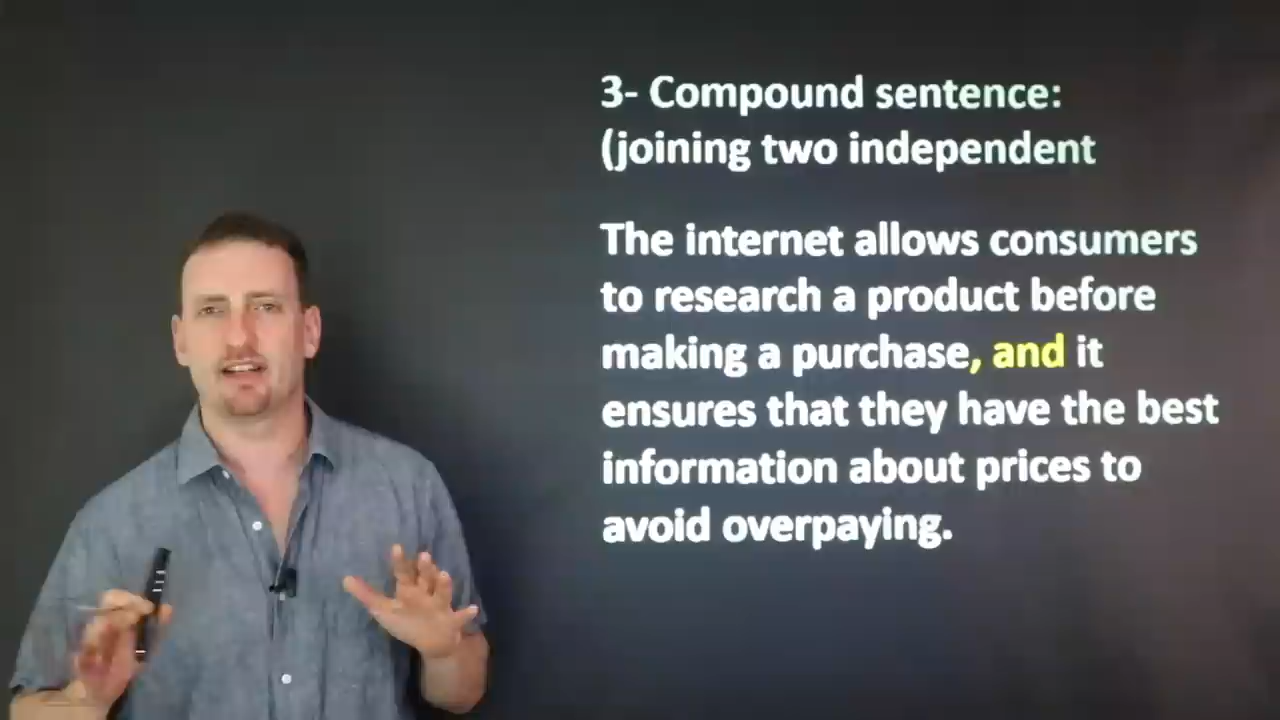 3- Compound sentence:
(joining two independent
The internet allows consumers
to research a product before
making a purchase, and it
ensures that they have the best
information about prices to
avoid overpaying.